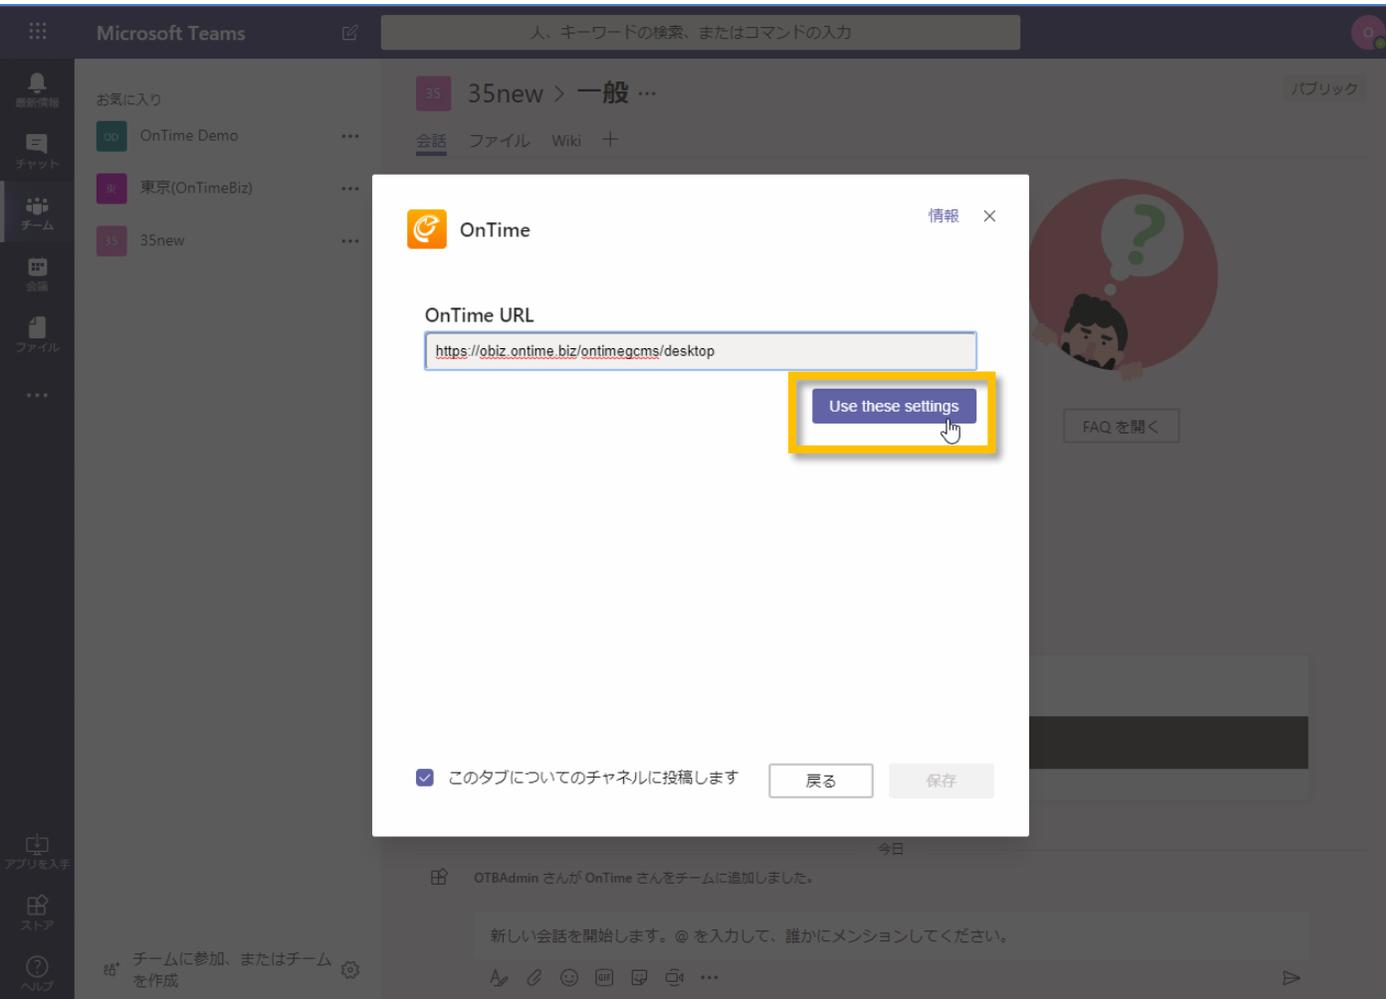 Microsoft Teams
人、キーワードの検索、またはコマンドの入力
O
最新情報
チャット
チーム
会議
ファイル
アプリを入手
ストア
ヘルプ
お気に入り
OD OnTime Demo
東 東京(OnTimeBiz)
35 35new
チームに参加、またはチーム
を作成
35 35new > 一般 ···
パブリック
会話 ファイル Wiki
OnTime
情報
OnTime URL
https://obiz.ontime.biz/ontimegcms/desktop
Use these settings
このタブについてのチャネルに投稿します
戻る
保存
?
FAQ を開く
今日
OTBAdmin さんが OnTime さんをチームに追加しました。
新しい会話を開始します。@ を入力して、誰かにメンションしてください。
GIF